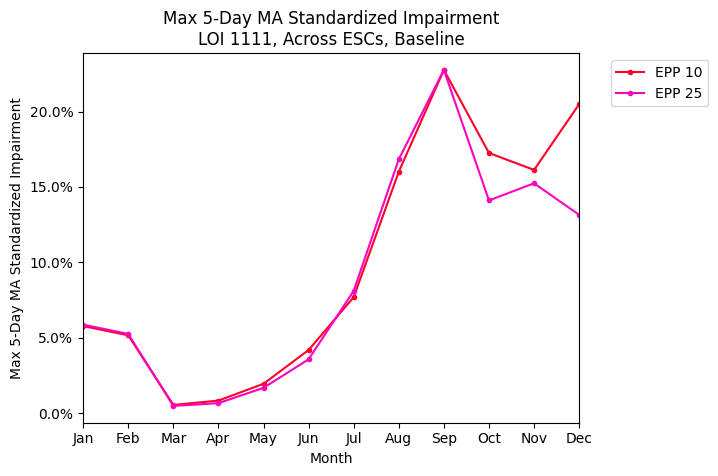 Max 5-Day MA Standardized Impairment
LOI 1111, Across ESCs, Baseline
EPP 10
EPP 25
Max 5-Day MA Standardized Impairment
20.0%
15.0%
10.0%
5.0%
0.0%
Jan Feb Mar Apr May Jun Jul Aug Sep Oct Nov Dec
Month